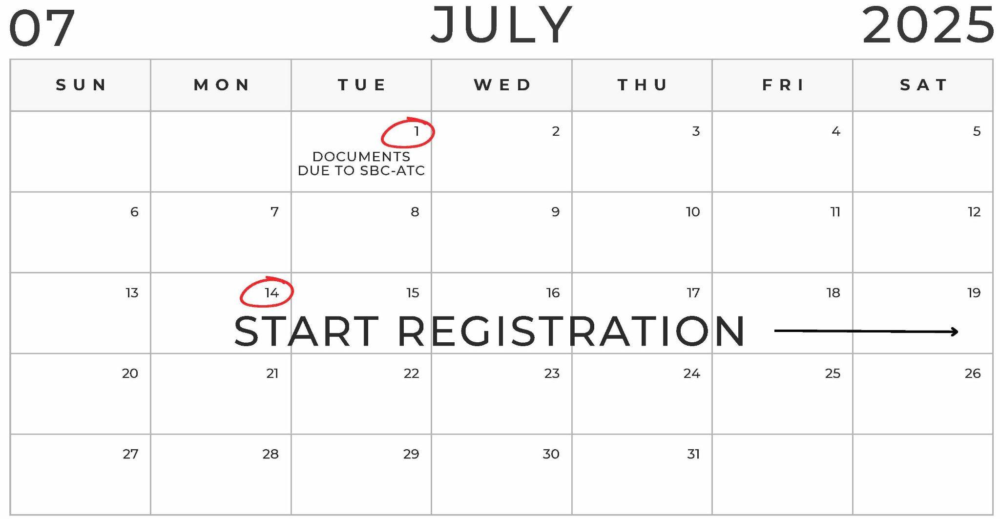 07 JULY 2025
SUN MON TUE WED THU FRI SAT
1 2 3 4 5
DOCUMENTS
DUE TO SBC-ATC
6 7 8 9 10 11 12
13 14 15 16 17 18 19
START REGISTRATION
20 21 22 23 24 25 26
27 28 29 30 31